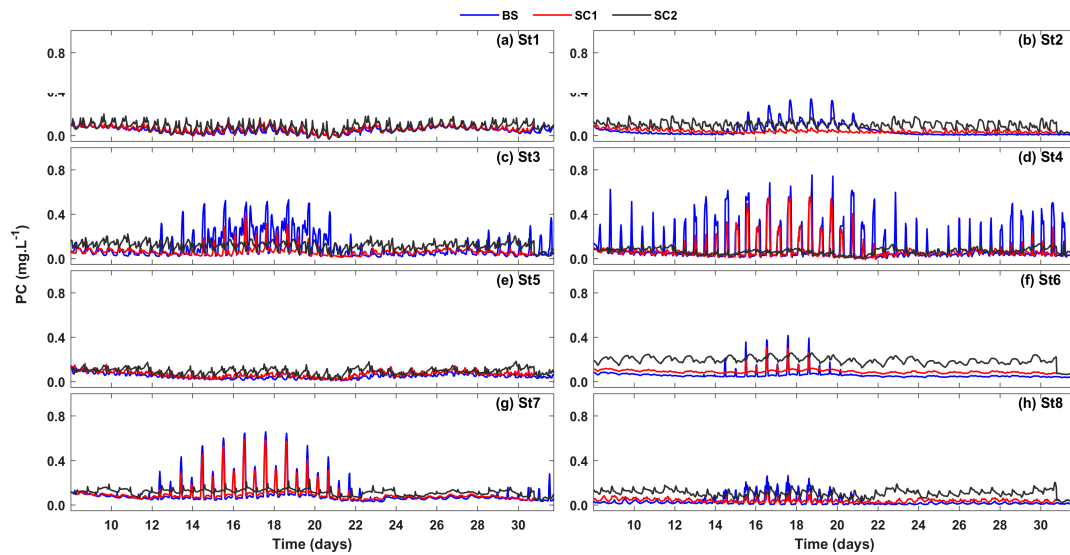 BS SC1 SC2
(a) St1
0.8
0.4
0.0
(b) St2
0.8
0.4
0.0
(c) St3
0.8
0.4
0.0
(d) St4
0.8
0.4
0.0
PC (mg.L⁻¹)
(e) St5
0.8
0.4
0.0
(f) St6
0.8
0.4
0.0
(g) St7
0.8
0.4
0.0
(h) St8
0.8
0.4
0.0
10 12 14 16 18 20 22 24 26 28 30
10 12 14 16 18 20 22 24 26 28 30
Time (days)
Time (days)